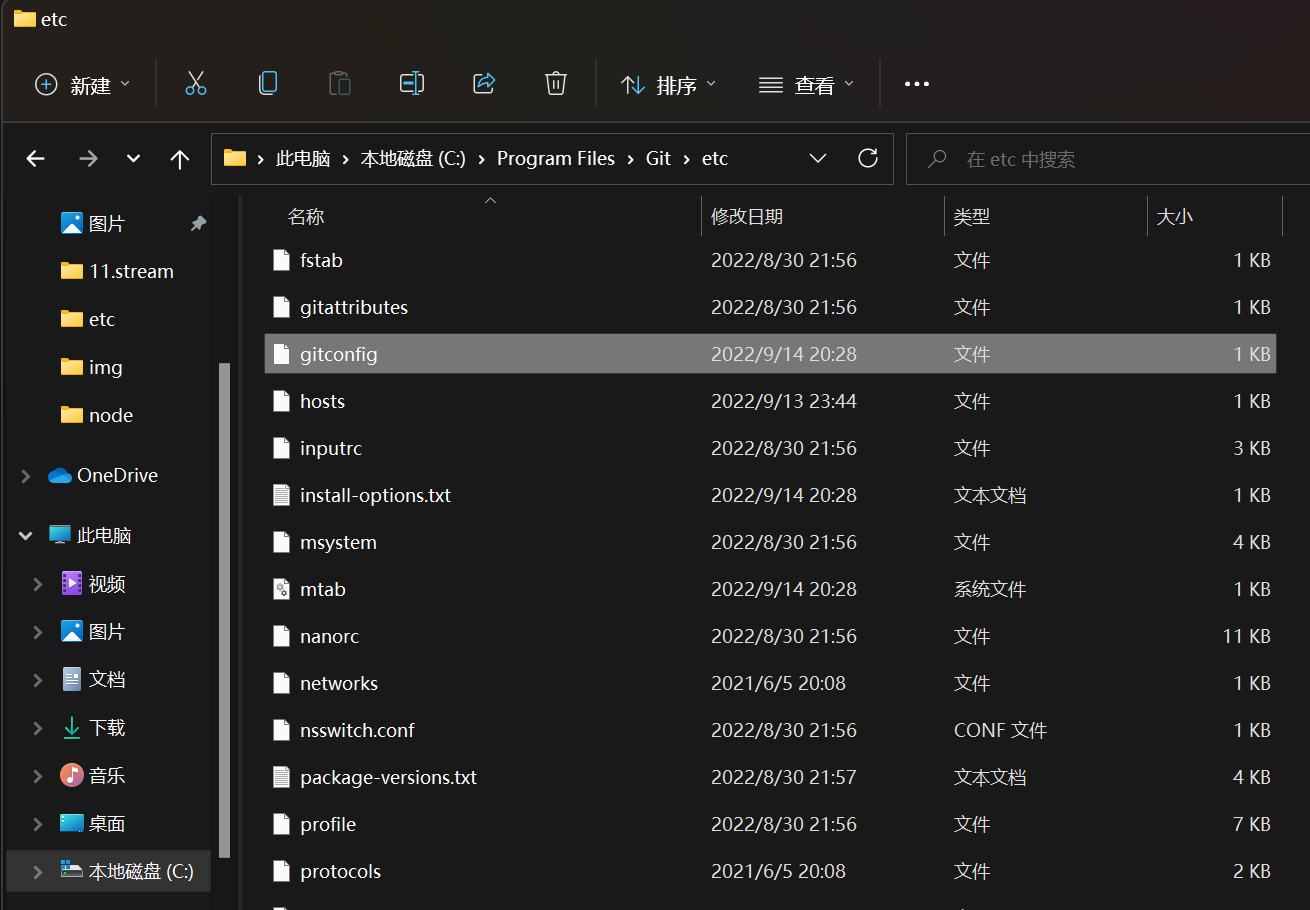 etc
新建 排序 查看
此电脑 本地磁盘 (C:) Program Files Git etc 在 etc 中搜索
名称 修改日期 类型 大小
图片
11.stream
etc
img
node
OneDrive
此电脑
视频
图片
文档
下载
音乐
桌面
本地磁盘 (C:)
fstab 2022/8/30 21:56 文件 1 KB
gitattributes 2022/8/30 21:56 文件 1 KB
gitconfig 2022/9/14 20:28 文件 1 KB
hosts 2022/9/13 23:44 文件 1 KB
inputrc 2022/8/30 21:56 文件 3 KB
install-options.txt 2022/9/14 20:28 文本文档 1 KB
msystem 2022/8/30 21:56 文件 4 KB
mtab 2022/9/14 20:28 系统文件 1 KB
nanorc 2022/8/30 21:56 文件 11 KB
networks 2021/6/5 20:08 文件 1 KB
nsswitch.conf 2022/8/30 21:56 CONF 文件 1 KB
package-versions.txt 2022/8/30 21:57 文本文档 4 KB
profile 2022/8/30 21:56 文件 7 KB
protocols 2021/6/5 20:08 文件 2 KB